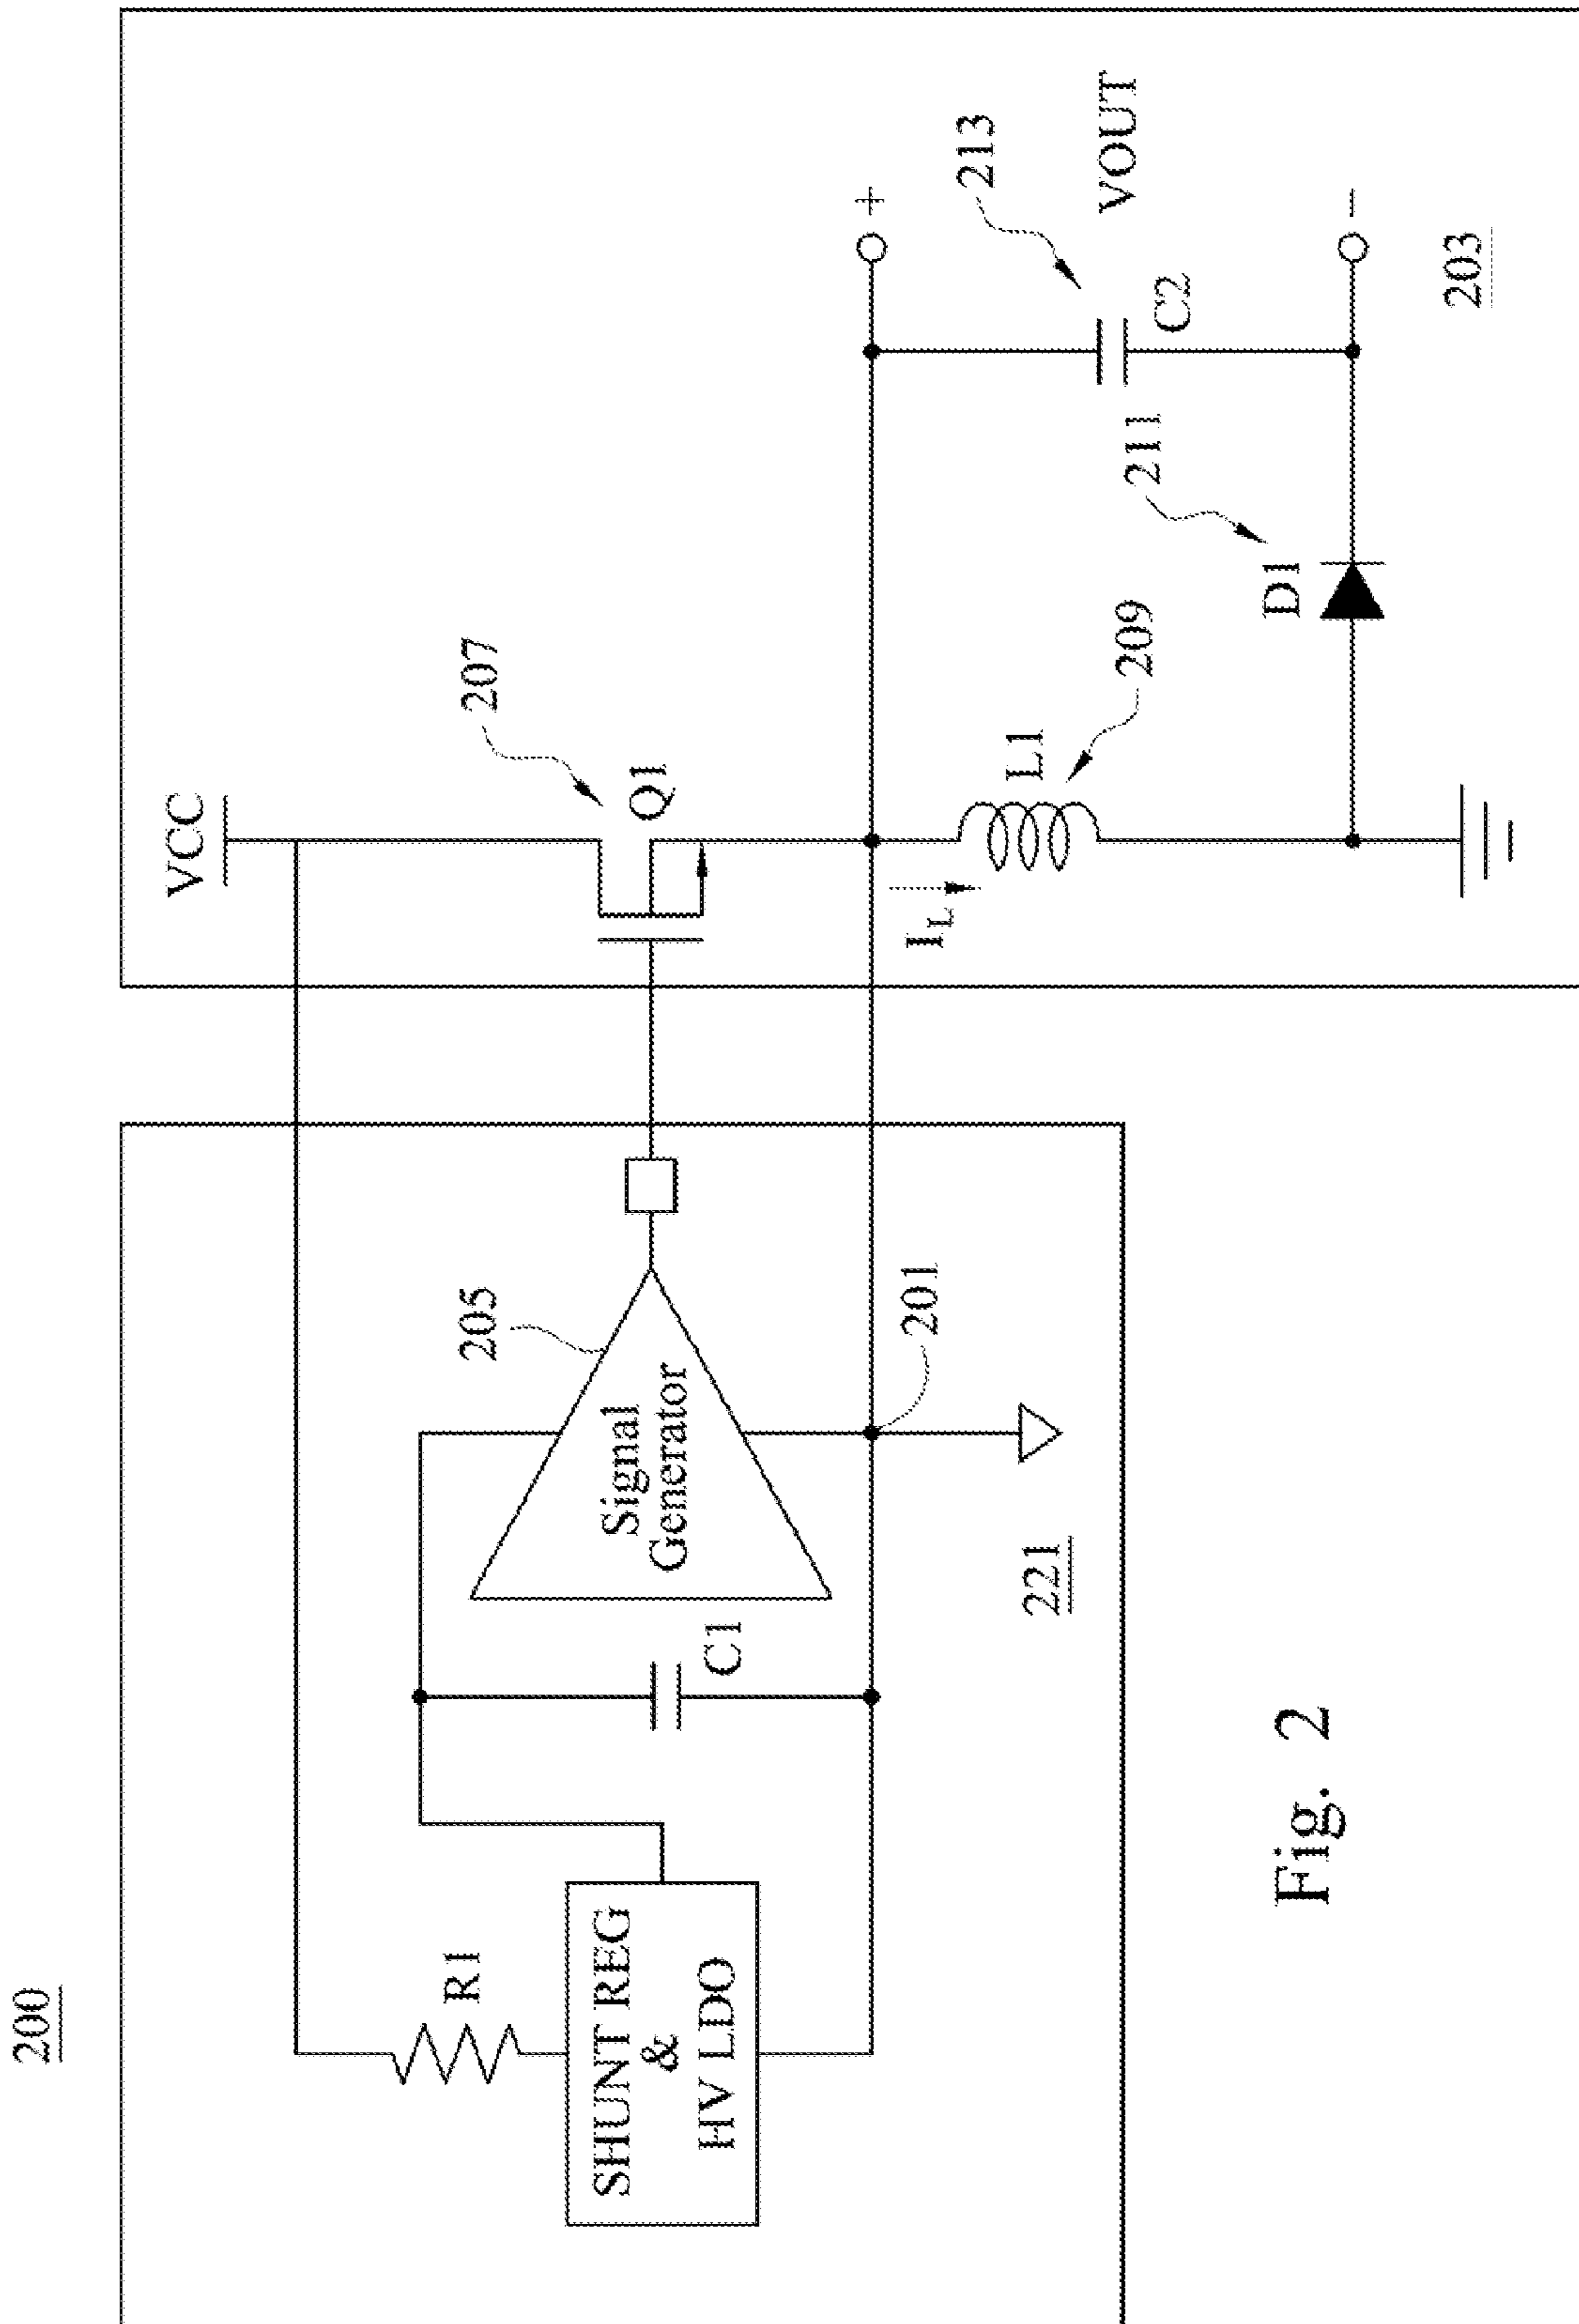 200
VCC
207
Q1
R1
SHUNT REG
&
HV LDO
C1
205
Signal
Generator
201
221
I_L
L1
209
D1
211
C2
213
+
VOUT
−
203
Fig. 2